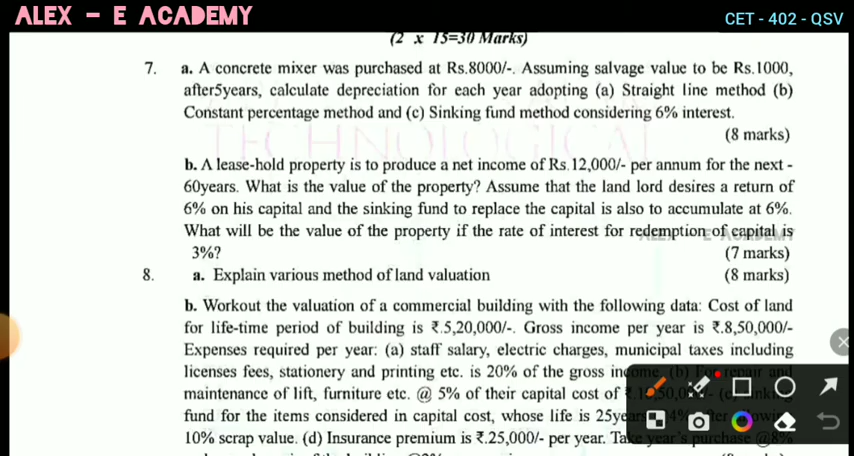 ALEX - E ACADEMY
CET - 402 - QSV
(2 x 15=30 Marks)
7. a. A concrete mixer was purchased at Rs.8000/-. Assuming salvage value to be Rs.1000,
after5years, calculate depreciation for each year adopting (a) Straight line method (b)
Constant percentage method and (c) Sinking fund method considering 6% interest.
(8 marks)
b. A lease-hold property is to produce a net income of Rs.12,000/- per annum for the next -
60years. What is the value of the property? Assume that the land lord desires a return of
6% on his capital and the sinking fund to replace the capital is also to accumulate at 6%.
What will be the value of the property if the rate of interest for redemption of capital is
3%? (7 marks)
8. a. Explain various method of land valuation (8 marks)
b. Workout the valuation of a commercial building with the following data: Cost of land
for life-time period of building is ₹.5,20,000/-. Gross income per year is ₹.8,50,000/-
Expenses required per year: (a) staff salary, electric charges, municipal taxes including
licenses fees, stationery and printing etc. is 20% of the gross income. (b) For repair and
maintenance of lift, furniture etc. @ 5% of their capital cost of
fund for the items considered in capital cost, whose life is 25years
10% scrap value. (d) Insurance premium is ₹.25,000/- per year. Take year's purchase @8%